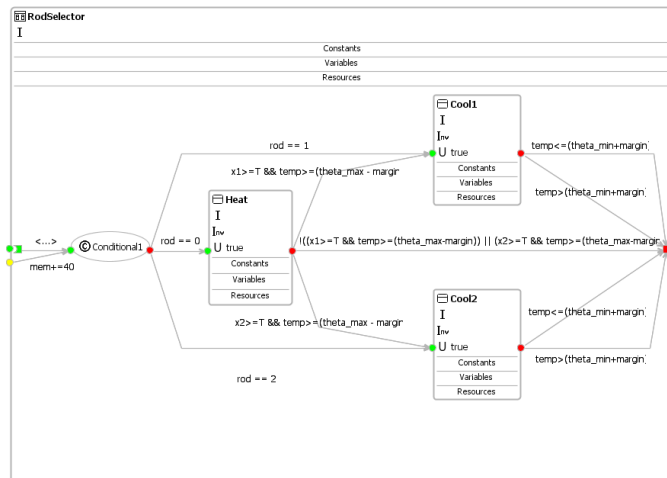 RodSelector
I
Constants
Variables
Resources
Cool1
I
Inv
U true
Constants
Variables
Resources
rod == 1
temp<=(theta_min+margin)
x1>=T && temp>=(theta_max - margin
temp>(theta_min+margin)
Heat
I
Inv
U true
Constants
Variables
Resources
<...>
C Conditional1
rod == 0
!((x1>=T && temp>=(theta_max-margin)) || (x2>=T && temp>=(theta_max-margin
mem+=40
Cool2
I
Inv
U true
Constants
Variables
Resources
temp<=(theta_min+margin)
x2>=T && temp>=(theta_max - margin
temp>(theta_min+margin)
rod == 2